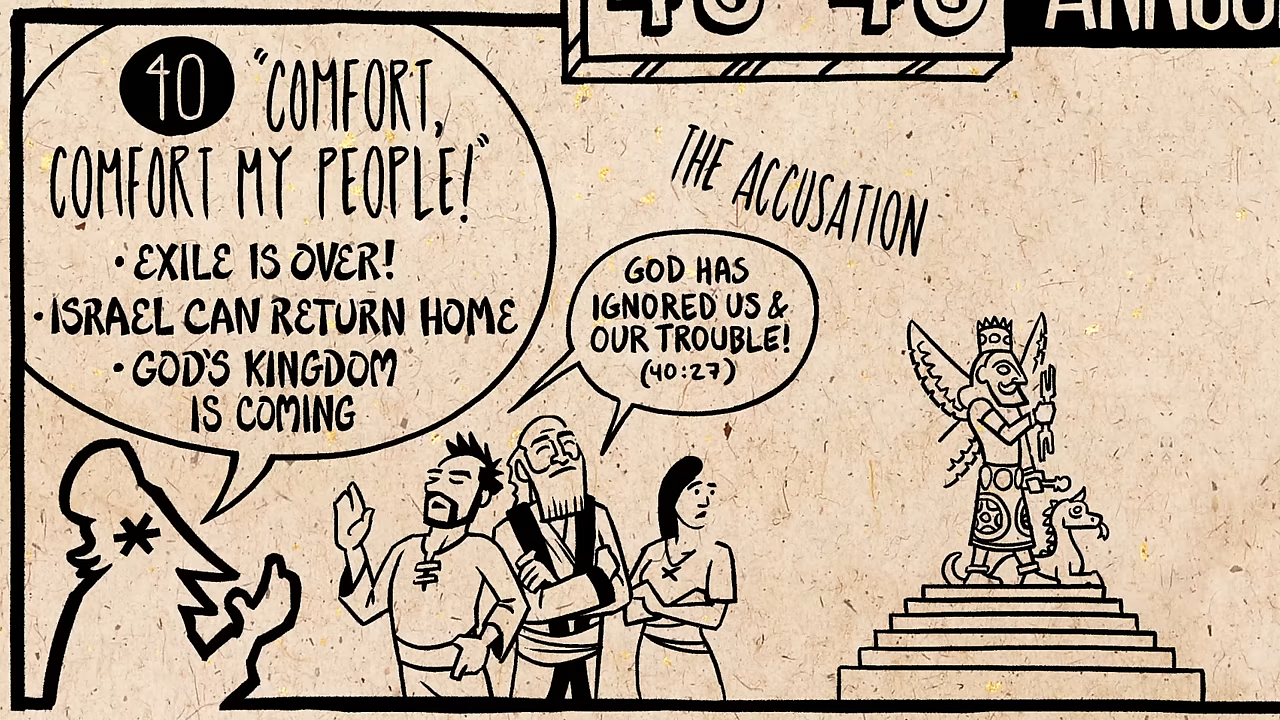 40 "COMFORT,
COMFORT MY PEOPLE!"
• EXILE IS OVER!
• ISRAEL CAN RETURN HOME
• GOD'S KINGDOM
IS COMING
THE ACCUSATION
GOD HAS
IGNORED US &
OUR TROUBLE!
(40:27)